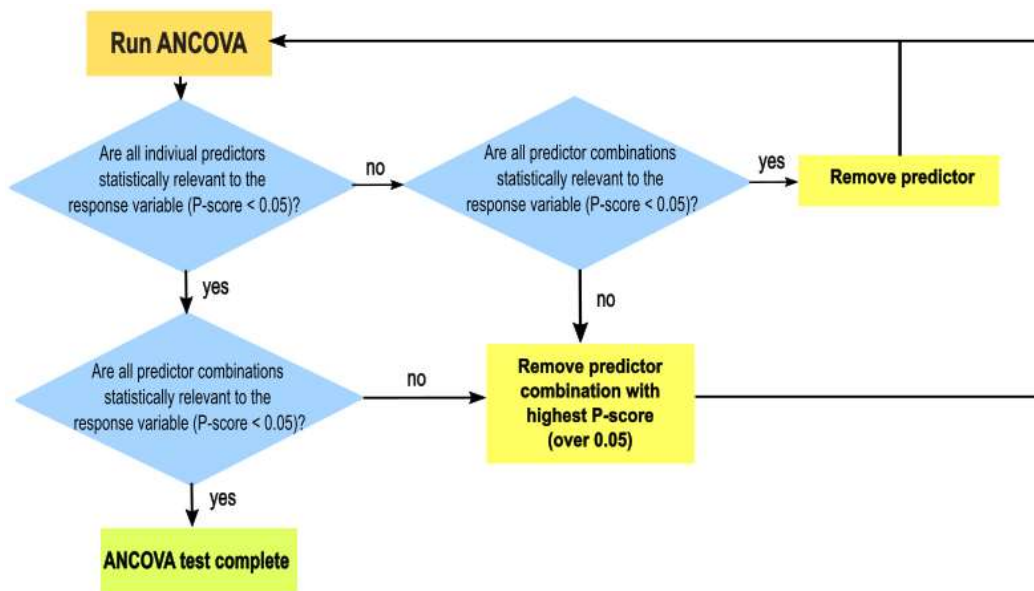 Run ANCOVA
Are all indiviual predictors
statistically relevant to the
response variable (P-score < 0.05)?
no
Are all predictor combinations
statistically relevant to the
response variable (P-score < 0.05)?
yes
Remove predictor
yes
no
Are all predictor combinations
statistically relevant to the
response variable (P-score < 0.05)?
no
Remove predictor
combination with
highest P-score
(over 0.05)
yes
ANCOVA test complete